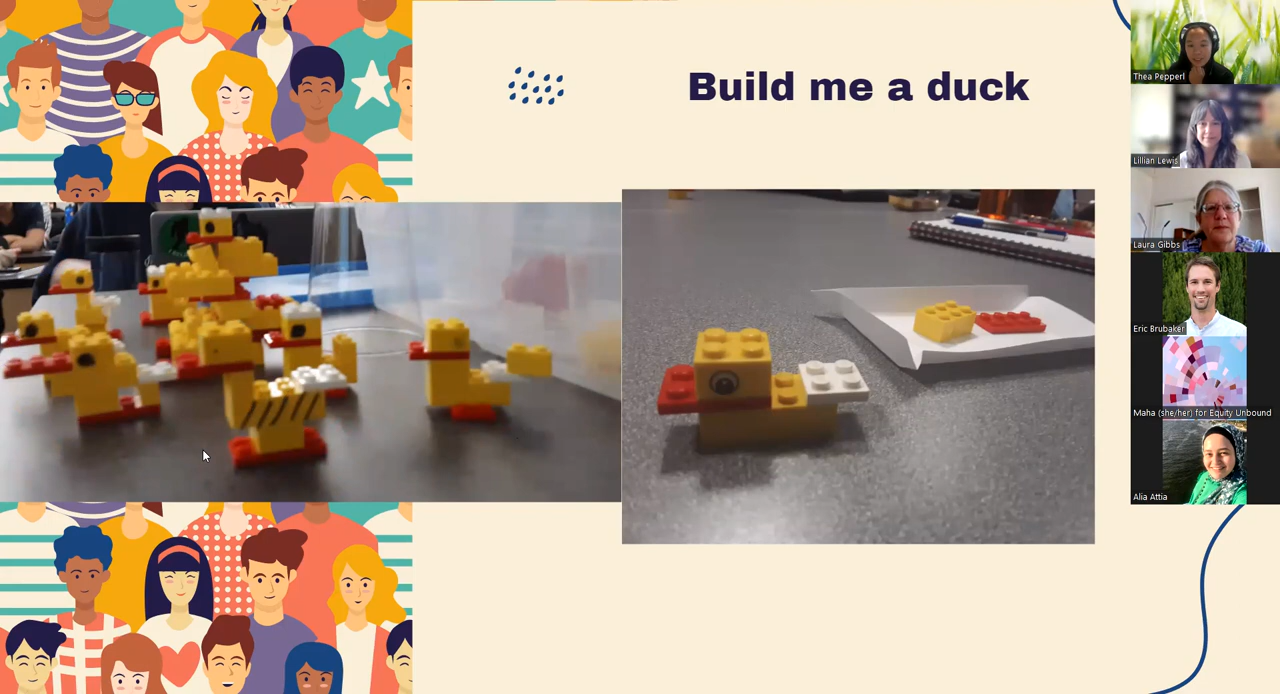 Build me a duck
Thea Pepperl
Lillian Lewis
Laura Gibbs
Eric Brubaker
Maha (she/her) for Equity Unbound
Alia Attia